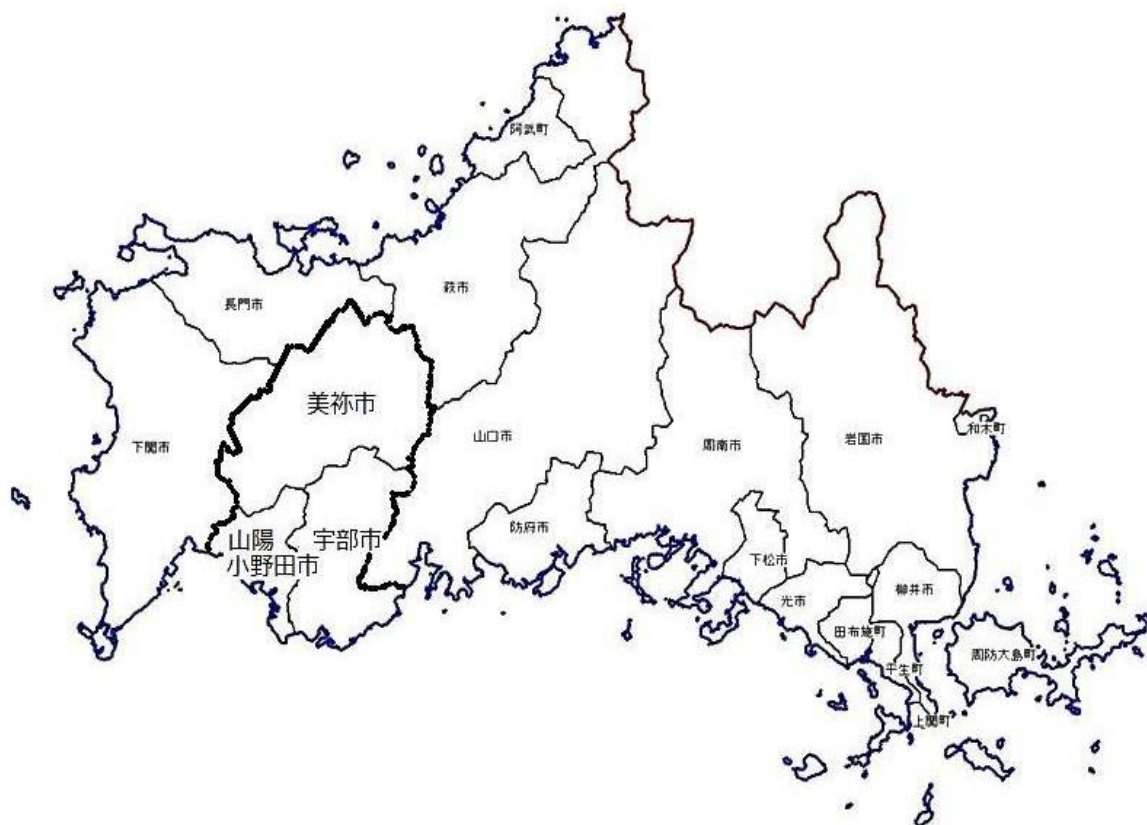 阿武町
萩市
長門市
美祢市
下関市
山口市
周南市
岩国市
和木町
防府市
山陽
小野田市
宇部市
下松市
光市
柳井市
田布施町
平生町
周防大島町
上関町